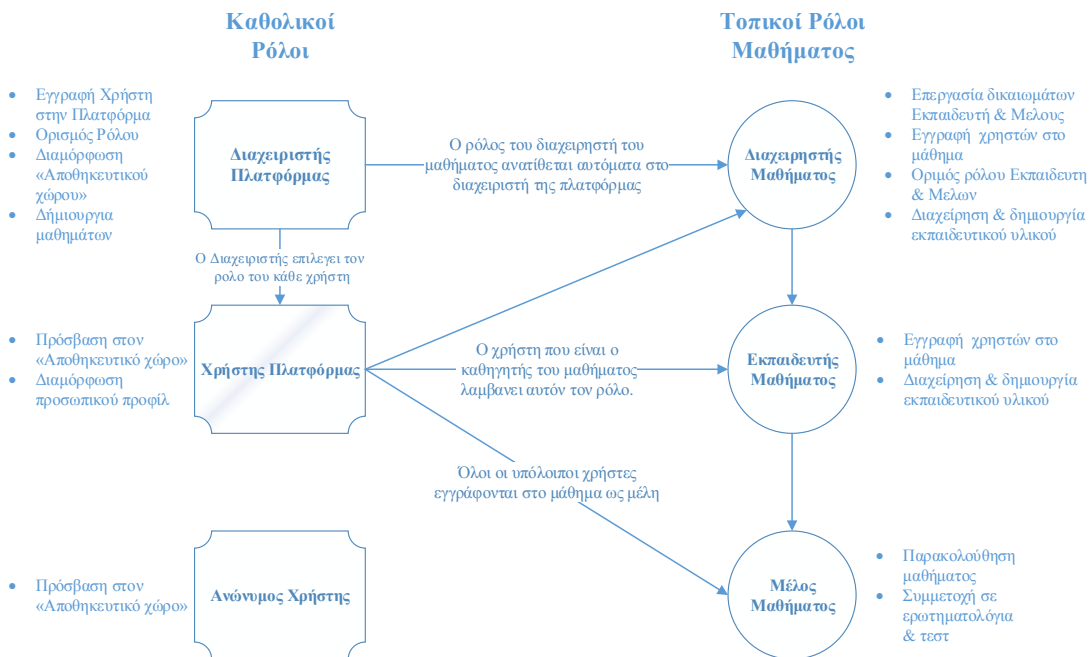 Καθολικοί
Ρόλοι
Τοπικοί Ρόλοι
Μαθήματος
• Εγγραφή Χρήστη
στην Πλατφόρμα
• Ορισμός Ρόλου
• Διαμόρφωση
«Αποθηκευτικού
χώρου»
• Δήμιουργια
μαθημάτων
Διαχειριστής
Πλατφόρμας
Ο ρόλος του διαχειρηστή του
μαθήματος ανατίθεται αυτόματα στο
διαχειριστή της πλατφόρμας
Διαχειρηστής
Μαθήματος
• Επεργασία δικαιωμάτων
Εκπαιδευτή & Μελους
• Εγγραφή χρηστών στο
μάθημα
• Οριμός ρόλου Εκπαιδευτη
& Μελων
• Διαχείρηση & δημιουργία
εκπαιδευτικού υλικού
Ο Διαχειριστής επιλεγει τον
ρολο του κάθε χρήστη
• Πρόσβαση στον
«Αποθηκευτικό χώρο»
• Διαμόρφωση
προσωπικού προφίλ
Χρήστης Πλατφόρμας
Ο χρήστη που είναι ο
καθηγητής του μαθήματος
λαμβανει αυτόν τον ρόλο.
Εκπαιδευτής
Μαθήματος
• Εγγραφή χρηστών στο
μάθημα
• Διαχείρηση & δημιουργία
εκπαιδευτικού υλικού
Όλοι οι υπόλοιποι χρήστες
εγγράφονται στο μάθημα ως μέλη
• Πρόσβαση στον
«Αποθηκευτικό χώρο»
Ανώνυμος Χρήστης
Μέλος
Μαθήματος
• Παρακολούθηση
μαθήματος
• Συμμετοχή σε
ερωτηματολόγια
& τεστ